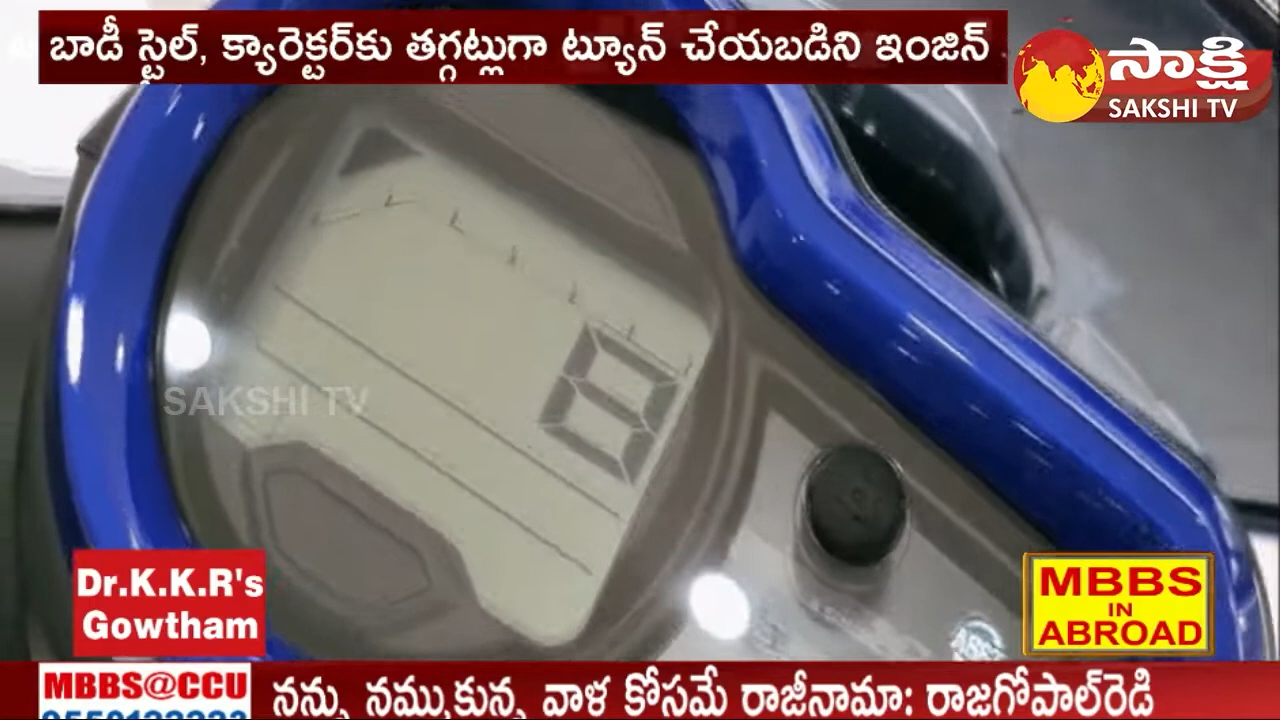 బాడీ స్టైల్, క్యారెక్టర్‌కు తగ్గట్లుగా ట్యూన్ చేయబడిని ఇంజిన్
సాక్షి
SAKSHI TV
SAKSHI TV
0
Dr.K.K.R's
Gowtham
MBBS
IN
ABROAD
MBBS@CCU
నన్ను నమ్ముకున్న వాళ కోసమే రాజీనామా: రాజగోపాల్‌రెడి